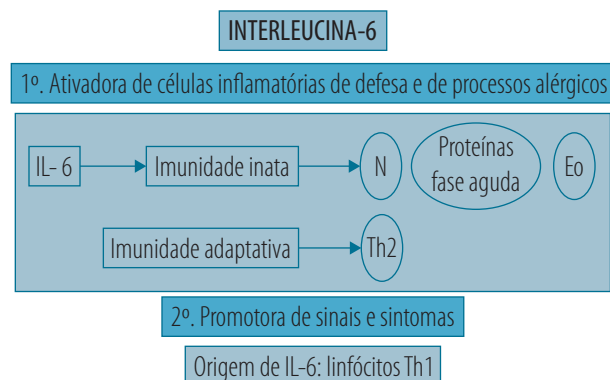 INTERLEUCINA-6
1º. Ativadora de células inflamatórias de defesa e de processos alérgicos
IL- 6
Imunidade inata
N
Proteínas
fase aguda
Eo
Imunidade adaptativa
Th2
2º. Promotora de sinais e sintomas
Origem de IL-6: linfócitos Th1